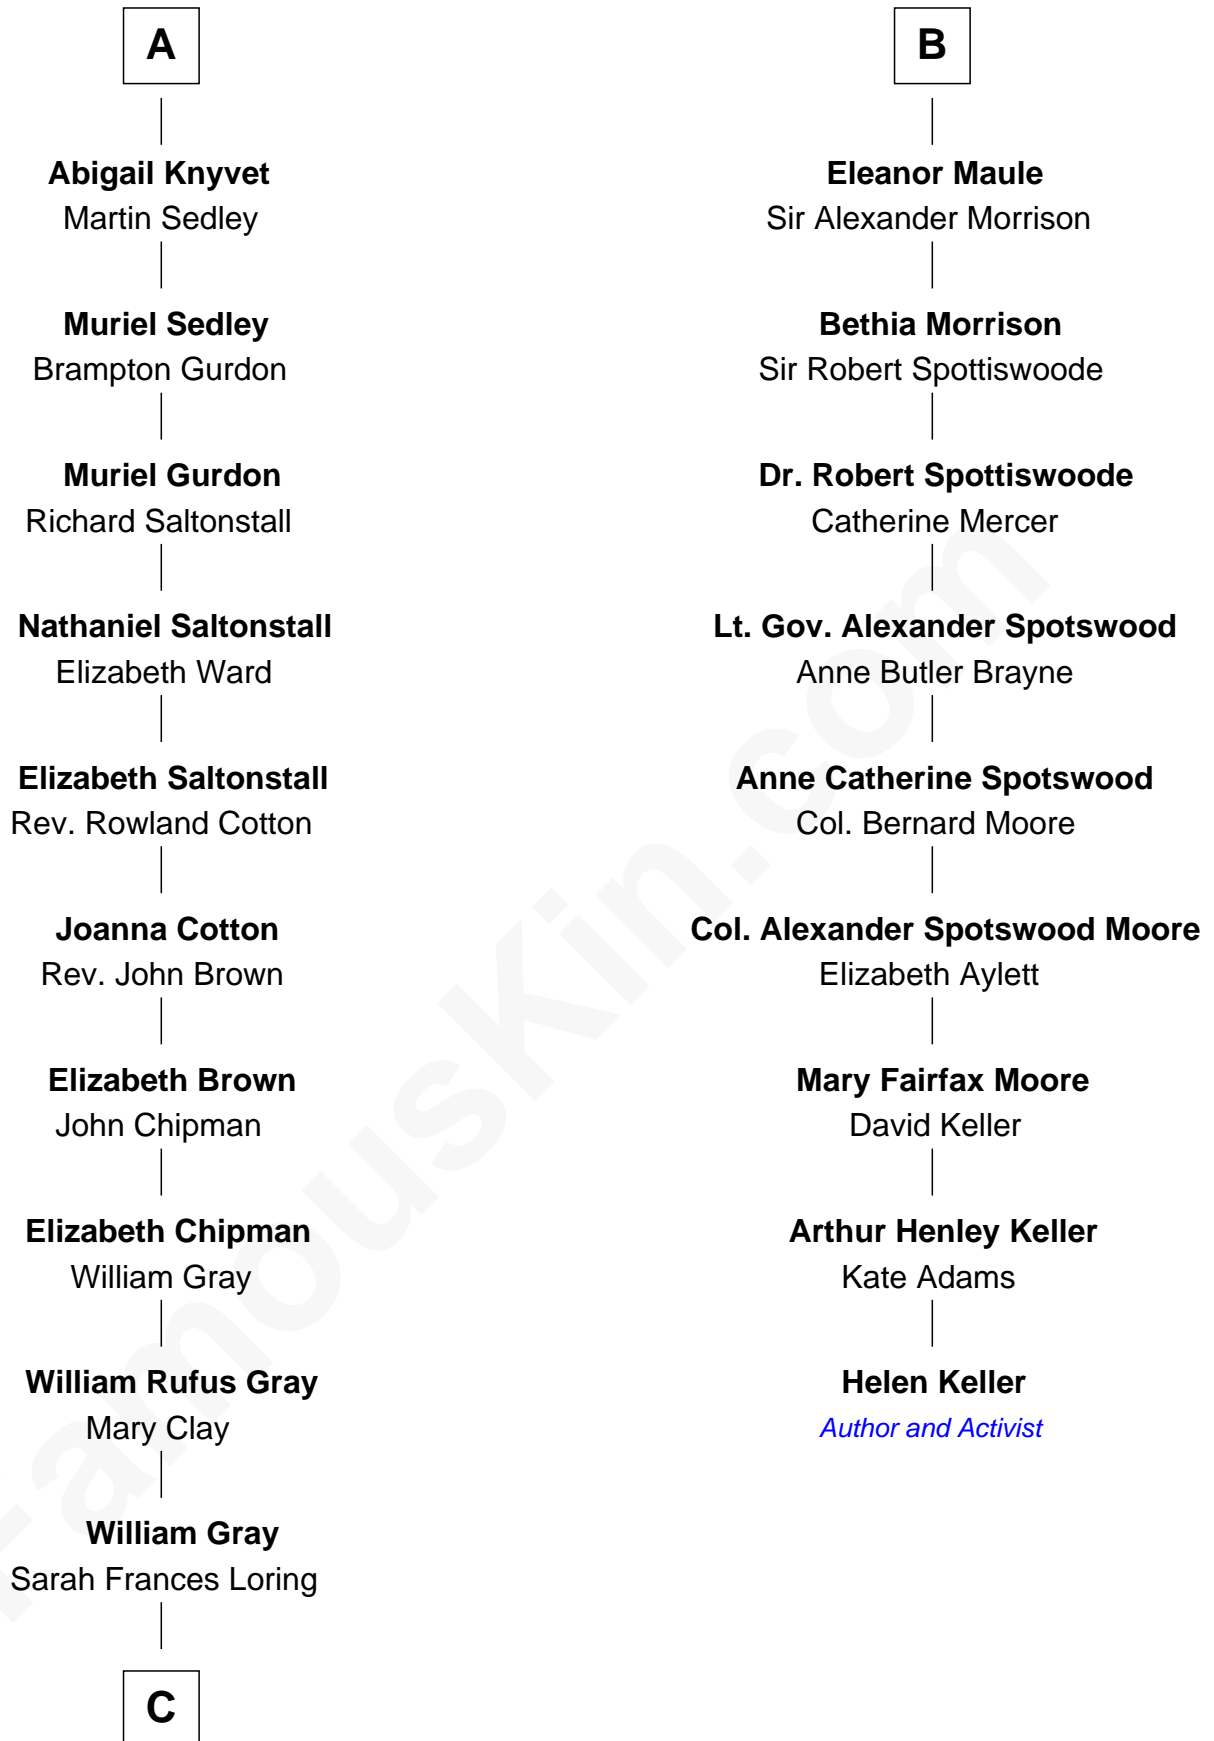 A
Abigail Knyvet
Martin Sedley
Muriel Sedley
Brampton Gurdon
Muriel Gurdon
Richard Saltonstall
Nathaniel Saltonstall
Elizabeth Ward
Elizabeth Saltonstall
Rev. Rowland Cotton
Joanna Cotton
Rev. John Brown
Elizabeth Brown
John Chipman
Elizabeth Chipman
William Gray
William Rufus Gray
Mary Clay
William Gray
Sarah Frances Loring
C
B
Eleanor Maule
Sir Alexander Morrison
Bethia Morrison
Sir Robert Spottiswoode
Dr. Robert Spottiswoode
Catherine Mercer
Lt. Gov. Alexander Spotswood
Anne Butler Brayne
Anne Catherine Spotswood
Col. Bernard Moore
Col. Alexander Spotswood Moore
Elizabeth Aylett
Mary Fairfax Moore
David Keller
Arthur Henley Keller
Kate Adams
Helen Keller
Author and Activist
FamousKin.com